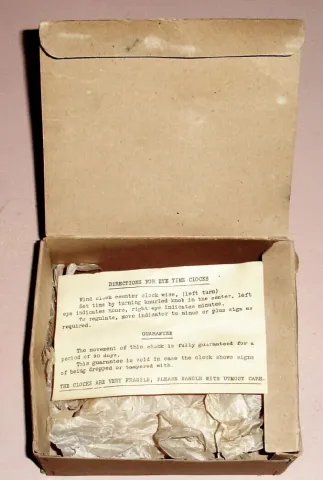 DIRECTIONS FOR EYE TIME CLOCKS
Wind clock counter clock wise, (left turn)
Set time by turning knurled knot in the center, left
eye indicates hours, right eye indicates minutes.
To regulate, move indicator to minus or plus sign as
required.
GUARANTEE
The movement of this clock is fully guaranteed for a
period of 90 days.
This guarantee is void in case the clock shows signs
of being dropped or tampered with.
THE CLOCKS ARE VERY FRAGILE, PLEASE HANDLE WITH UTMOST CARE.